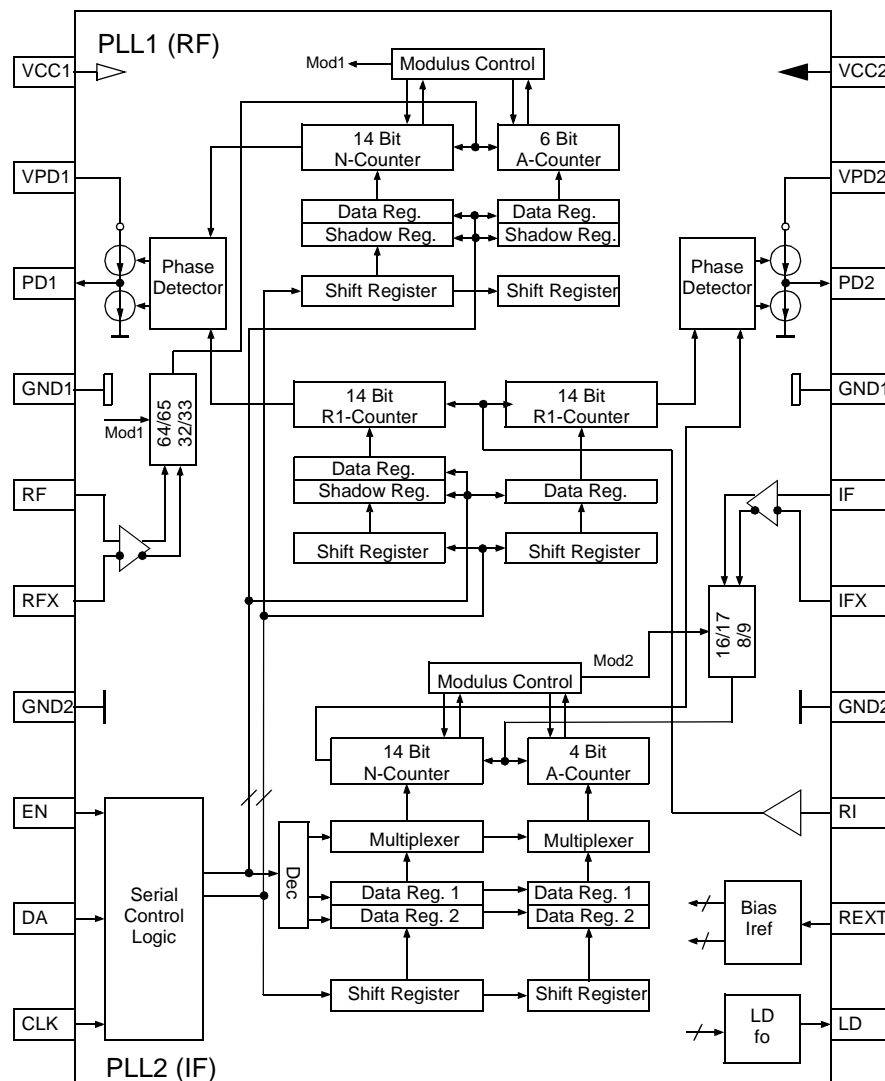 PLL1 (RF)
Mod1
Modulus Control
VCC1
VCC2
14 Bit
N-Counter
6 Bit
A-Counter
VPD1
VPD2
Data Reg.
Data Reg.
Shadow Reg.
Shadow Reg.
Phase
Detector
Phase
Detector
PD1
PD2
Shift Register
Shift Register
GND1
GND1
14 Bit
R1-Counter
14 Bit
R1-Counter
64/65
32/33
Mod1
Data Reg.
Shadow Reg.
Data Reg.
RF
IF
Shift Register
Shift Register
RFX
IFX
16/17
8/9
Mod2
Modulus Control
GND2
GND2
14 Bit
N-Counter
4 Bit
A-Counter
EN
RI
Multiplexer
Multiplexer
Dec
Data Reg. 1
Data Reg. 1
Data Reg. 2
Data Reg. 2
Serial
Control
Logic
DA
Bias
Iref
REXT
Shift Register
Shift Register
CLK
LD
fo
LD
PLL2 (IF)